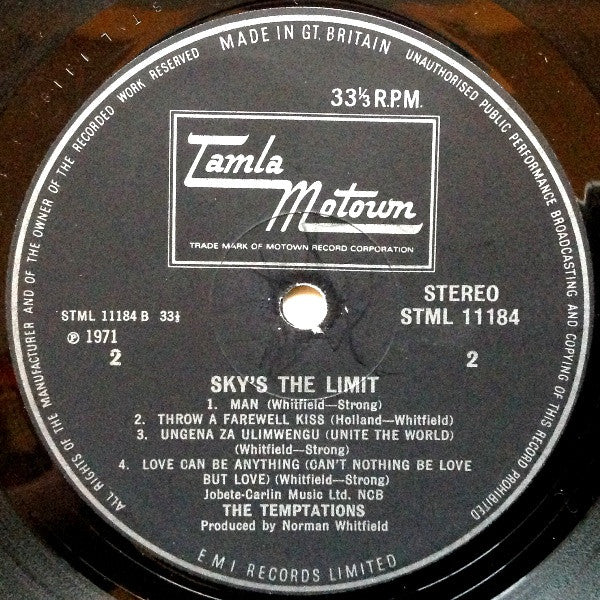 MADE IN GT. BRITAIN
UNAUTHORISED PUBLIC PERFORMANCE BROADCASTING AND COPYING OF THIS RECORD PROHIBITED
ALL RIGHTS OF THE MANUFACTURER AND OF THE OWNER OF THE RECORDED WORK RESERVED
33⅓ R.P.M.
Tamla
Motown
TRADE MARK OF MOTOWN RECORD CORPORATION
STEREO
STML 11184 B 33⅓
STML 11184
℗ 1971
2
2
SKY'S THE LIMIT
1. MAN (Whitfield—Strong)
2. THROW A FAREWELL KISS (Holland—Whitfield)
3. UNGENA ZA ULIMWENGU (UNITE THE WORLD)
(Whitfield—Strong)
4. LOVE CAN BE ANYTHING (CAN'T NOTHING BE LOVE
BUT LOVE) (Whitfield—Strong)
Jobete-Carlin Music Ltd. NCB
THE TEMPTATIONS
Produced by Norman Whitfield
E M I RECORDS LIMITED